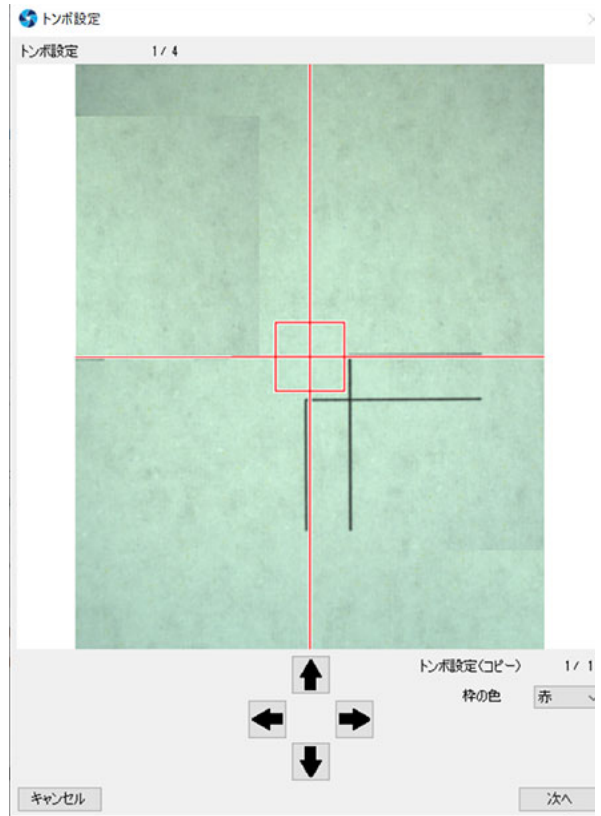 トンボ設定
トンボ設定 1/ 4
トンボ設定(コピー) 1/ 1
枠の色 赤
キャンセル 次へ